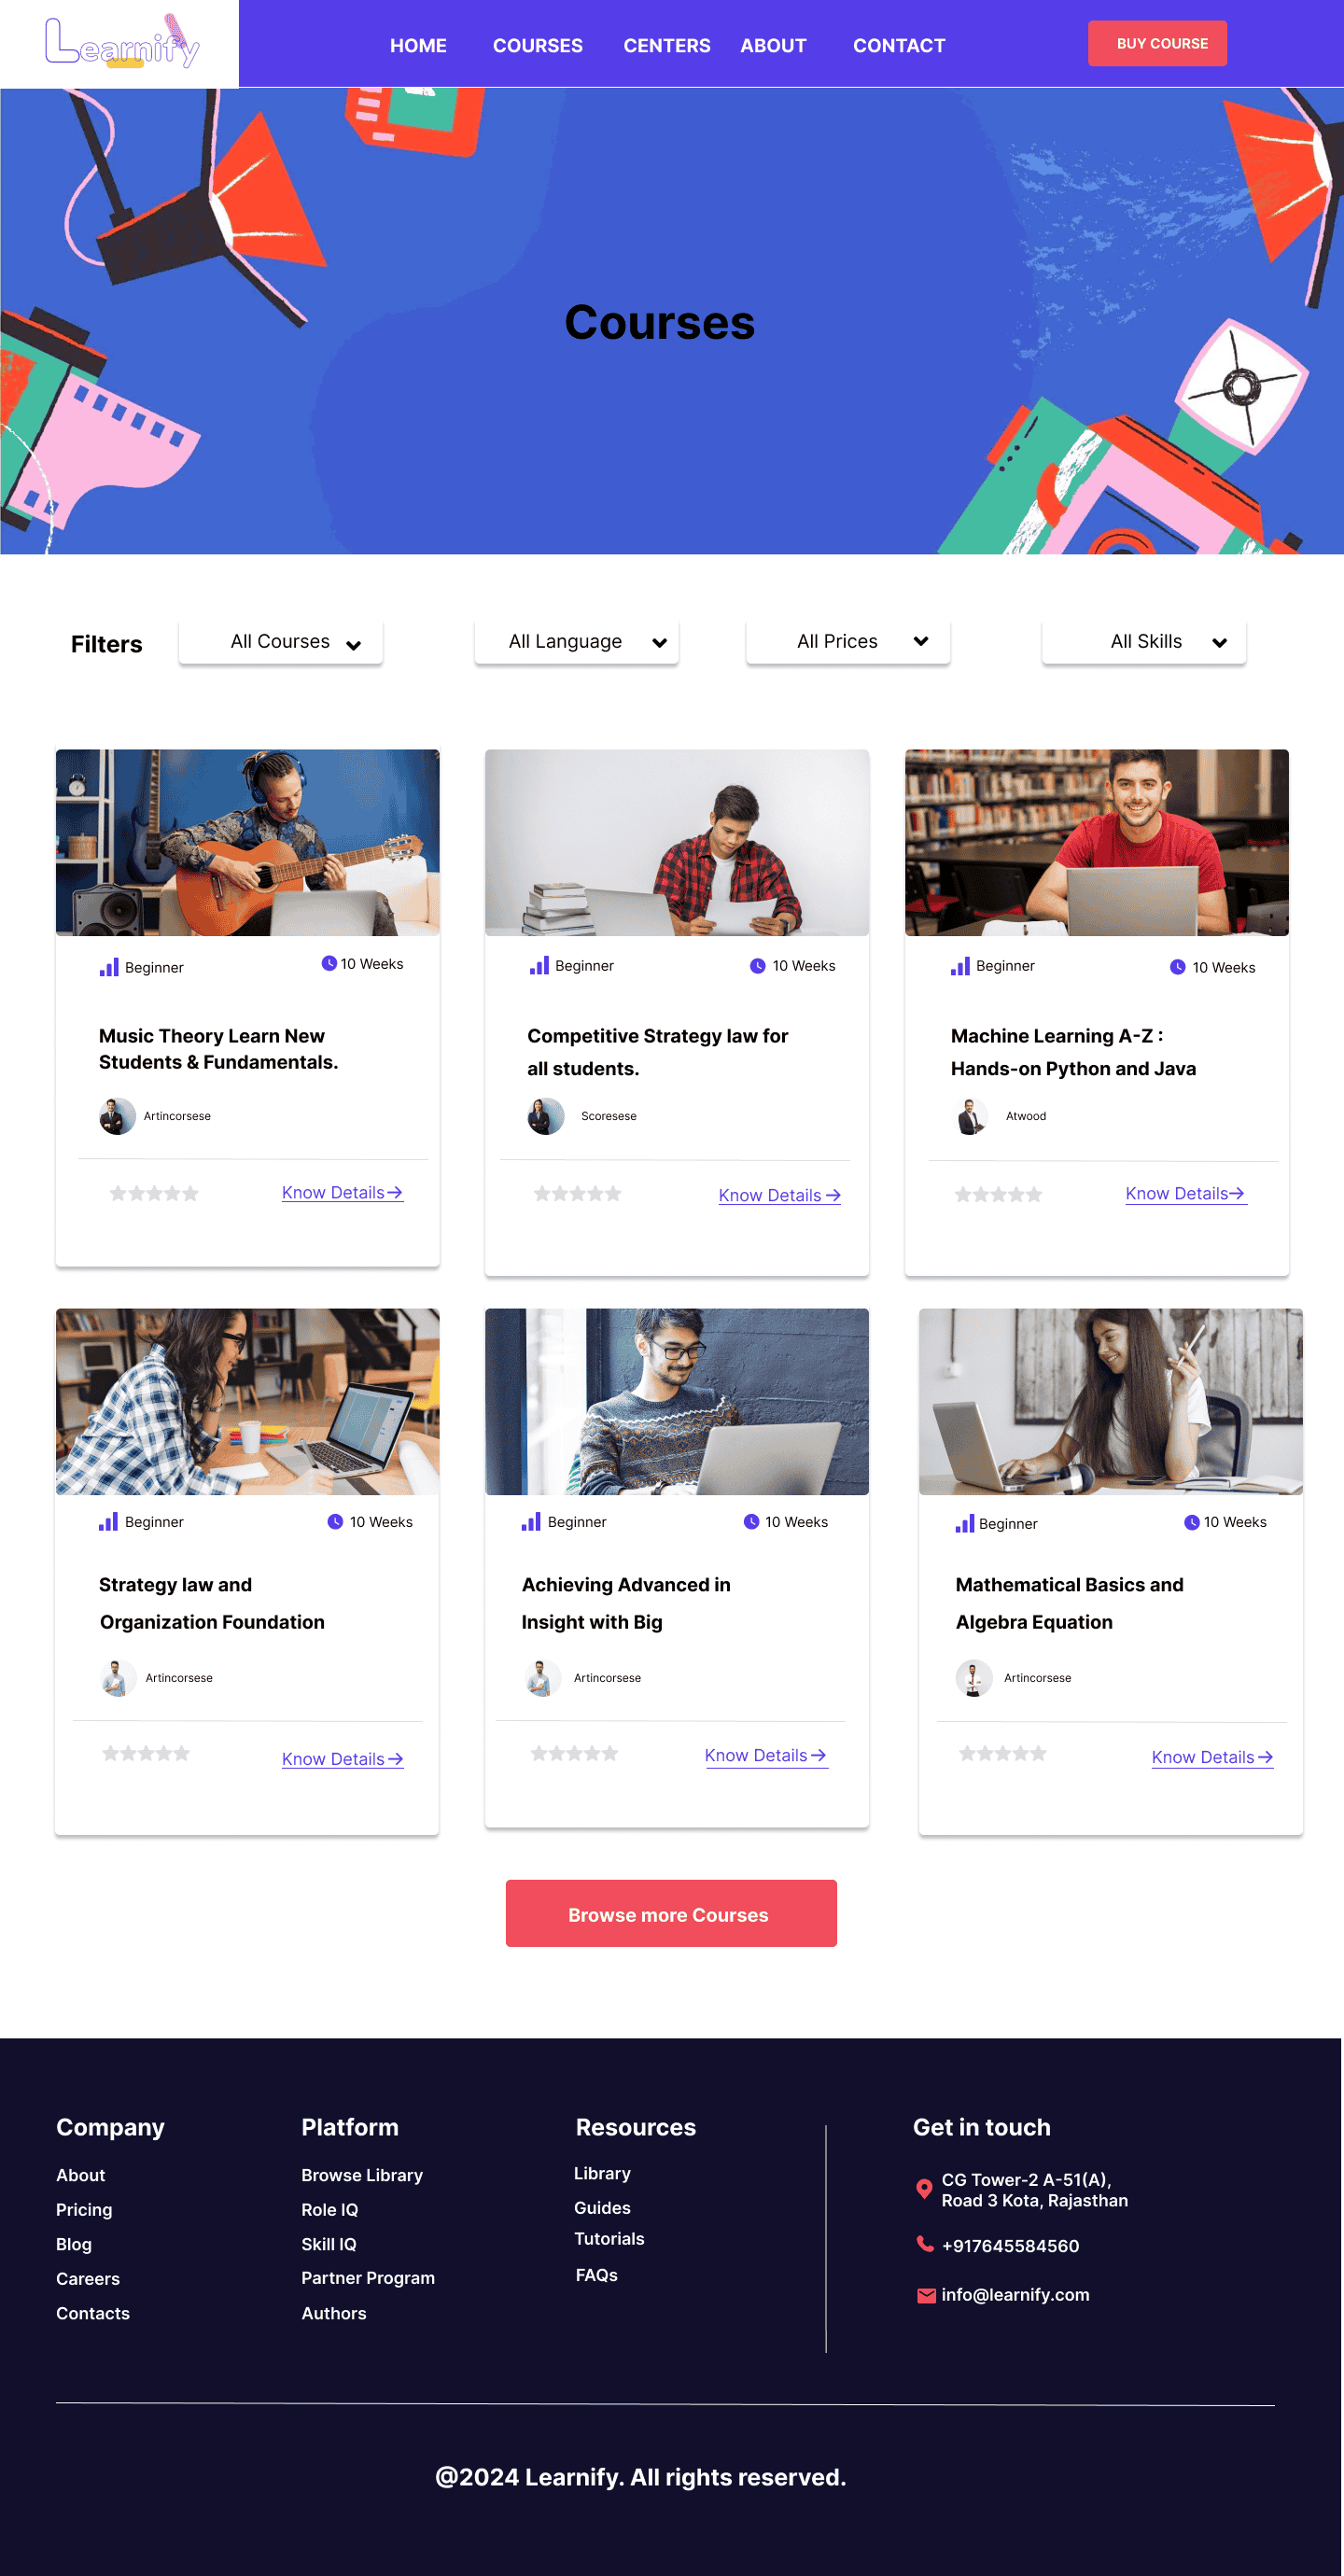 Learnify
HOME COURSES CENTERS ABOUT CONTACT BUY COURSE
Courses
Filters All Courses All Language All Prices All Skills
Beginner 10 Weeks
Music Theory Learn New
Students & Fundamentals.
Artincorsese
Know Details
Beginner 10 Weeks
Competitive Strategy law for
all students.
Scoresese
Know Details
Beginner 10 Weeks
Machine Learning A-Z :
Hands-on Python and Java
Atwood
Know Details
Beginner 10 Weeks
Strategy law and
Organization Foundation
Artincorsese
Know Details
Beginner 10 Weeks
Achieving Advanced in
Insight with Big
Artincorsese
Know Details
Beginner 10 Weeks
Mathematical Basics and
Algebra Equation
Artincorsese
Know Details
Browse more Courses
Company
About
Pricing
Blog
Careers
Contacts
Platform
Browse Library
Role IQ
Skill IQ
Partner Program
Authors
Resources
Library
Guides
Tutorials
FAQs
Get in touch
CG Tower-2 A-51(A),
Road 3 Kota, Rajasthan
+917645584560
info@learnify.com
@2024 Learnify. All rights reserved.